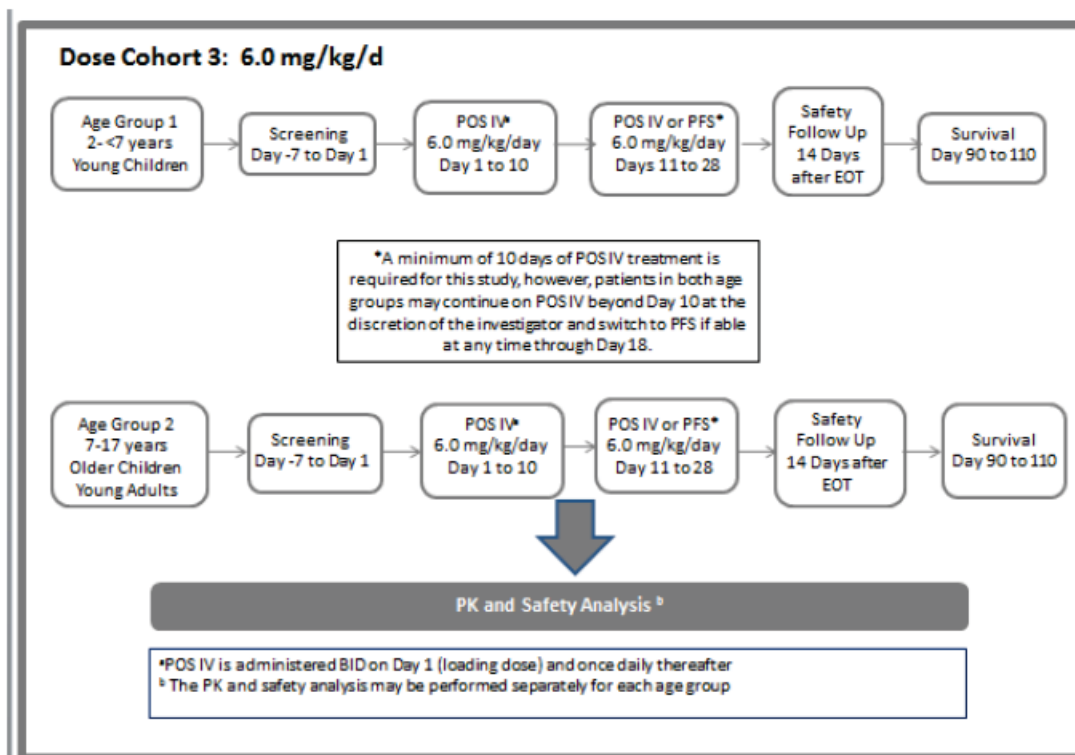 Dose Cohort 3: 6.0 mg/kg/d
Age Group 1
2- <7 years
Young Children
Screening
Day -7 to Day 1
POS IVª
6.0 mg/kg/day
Day 1 to 10
POS IV or PFS*
6.0 mg/kg/day
Days 11 to 28
Safety
Follow Up
14 Days
after EOT
Survival
Day 90 to 110
*A minimum of 10 days of POS IV treatment is
required for this study, however, patients in both age
groups may continue on POS IV beyond Day 10 at the
discretion of the investigator and switch to PFS if able
at any time through Day 18.
Age Group 2
7-17 years
Older Children
Young Adults
Screening
Day -7 to Day 1
POS IVª
6.0 mg/kg/day
Day 1 to 10
POS IV or PFS*
6.0 mg/kg/day
Day 11 to 28
Safety
Follow Up
14 Days after
EOT
Survival
Day 90 to 110
PK and Safety Analysis ᵇ
ªPOS IV is administered BID on Day 1 (loading dose) and once daily thereafter
ᵇ The PK and safety analysis may be performed separately for each age group